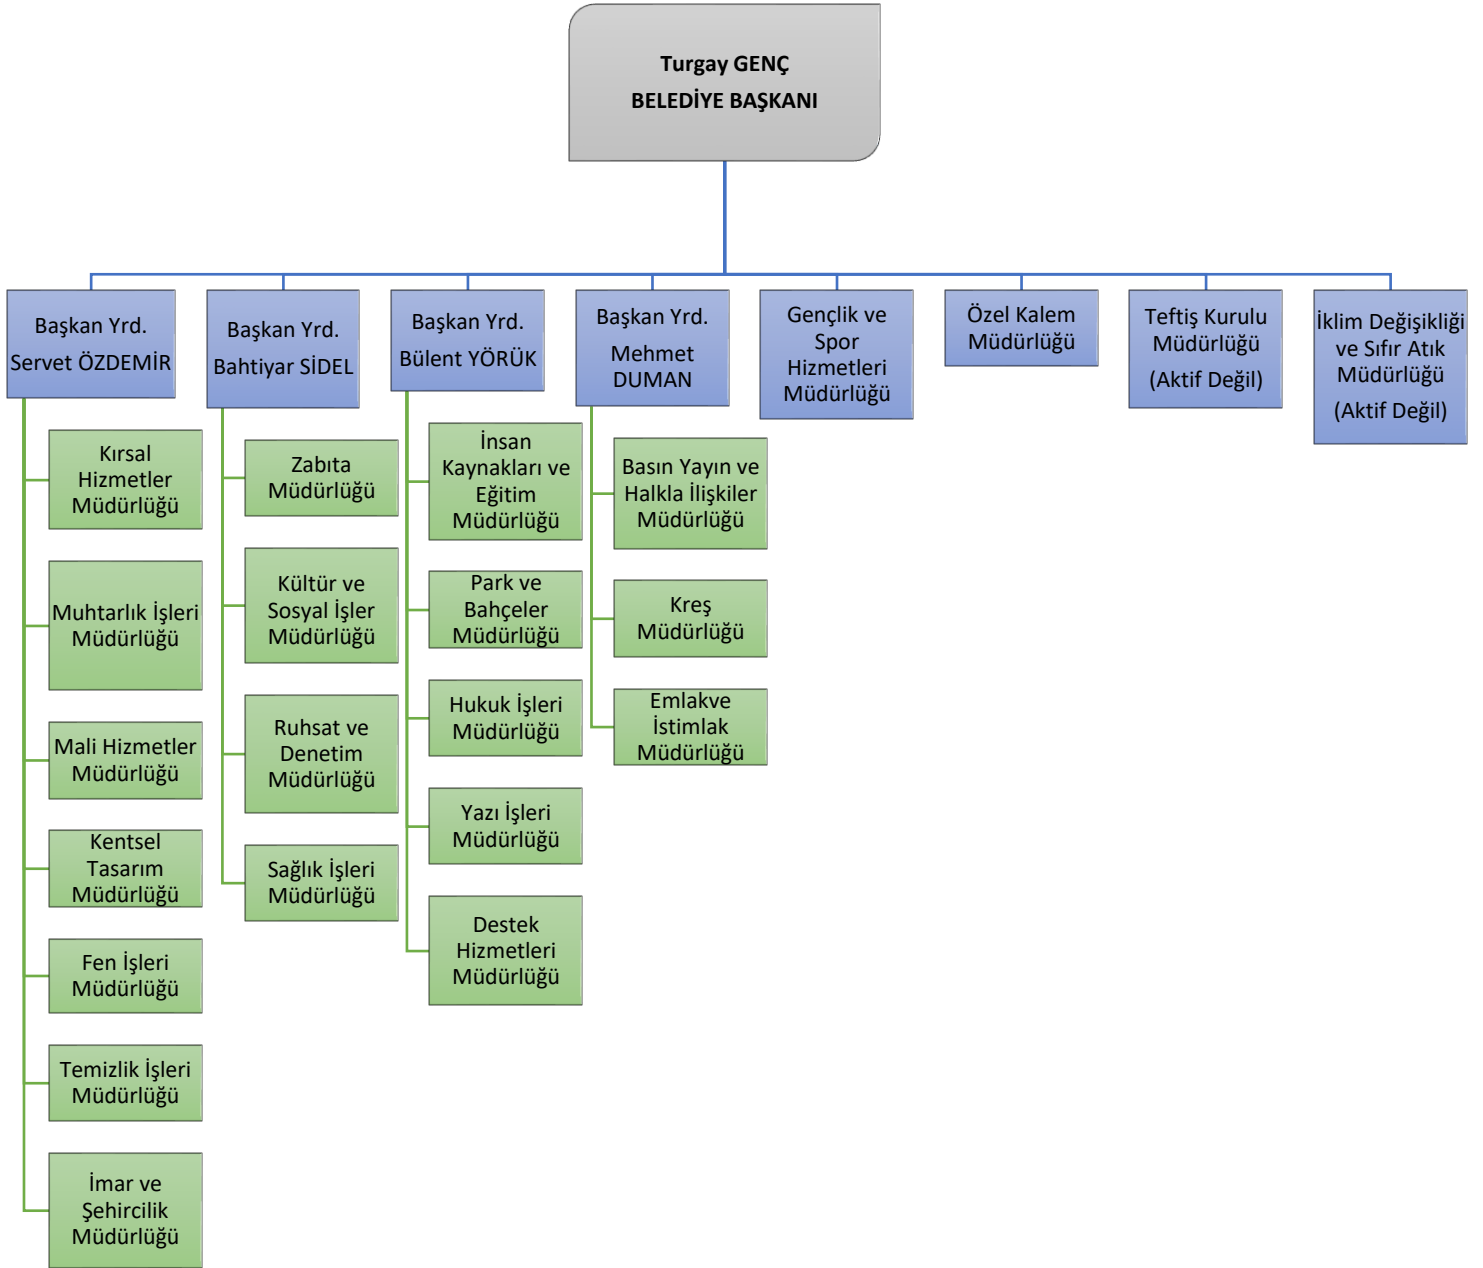 Turgay GENÇ
BELEDİYE BAŞKANI
Başkan Yrd.
Servet ÖZDEMİR
Başkan Yrd.
Bahtiyar SİDEL
Başkan Yrd.
Bülent YÖRÜK
Başkan Yrd.
Mehmet
DUMAN
Gençlik ve
Spor
Hizmetleri
Müdürlüğü
Özel Kalem
Müdürlüğü
Teftiş Kurulu
Müdürlüğü
(Aktif Değil)
İklim Değişikliği
ve Sıfır Atık
Müdürlüğü
(Aktif Değil)
Kırsal
Hizmetler
Müdürlüğü
Muhtarlık İşleri
Müdürlüğü
Mali Hizmetler
Müdürlüğü
Kentsel
Tasarım
Müdürlüğü
Fen İşleri
Müdürlüğü
Temizlik İşleri
Müdürlüğü
İmar ve
Şehircilik
Müdürlüğü
Zabıta
Müdürlüğü
Kültür ve
Sosyal İşler
Müdürlüğü
Ruhsat ve
Denetim
Müdürlüğü
Sağlık İşleri
Müdürlüğü
İnsan
Kaynakları ve
Eğitim
Müdürlüğü
Park ve
Bahçeler
Müdürlüğü
Hukuk İşleri
Müdürlüğü
Yazı İşleri
Müdürlüğü
Destek
Hizmetleri
Müdürlüğü
Basın Yayın ve
Halkla İlişkiler
Müdürlüğü
Kreş
Müdürlüğü
Emlakve
İstimlak
Müdürlüğü